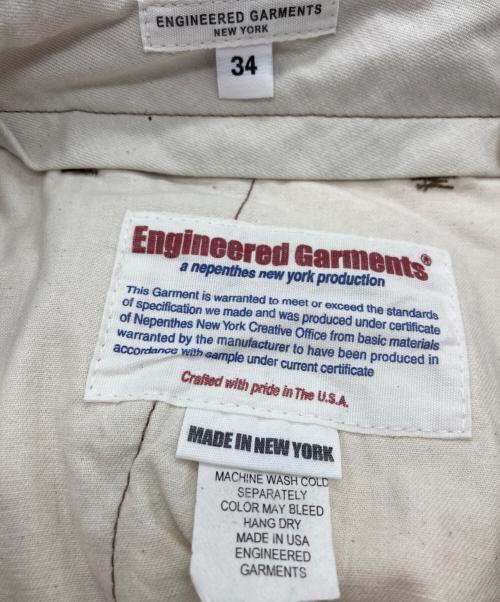 ENGINEERED GARMENTS
NEW YORK
34
Engineered Garments®
a nepenthes new york production
This Garment is warranted to meet or exceed the standards
of specification we made and was produced under certificate
of Nepenthes New York Creative Office from basic materials
warranted by the manufacturer to have been produced in
accordance with sample under current certificate
Crafted with pride in The U.S.A.
MADE IN NEW YORK
MACHINE WASH COLD
SEPARATELY
COLOR MAY BLEED
HANG DRY
MADE IN USA
ENGINEERED
GARMENTS